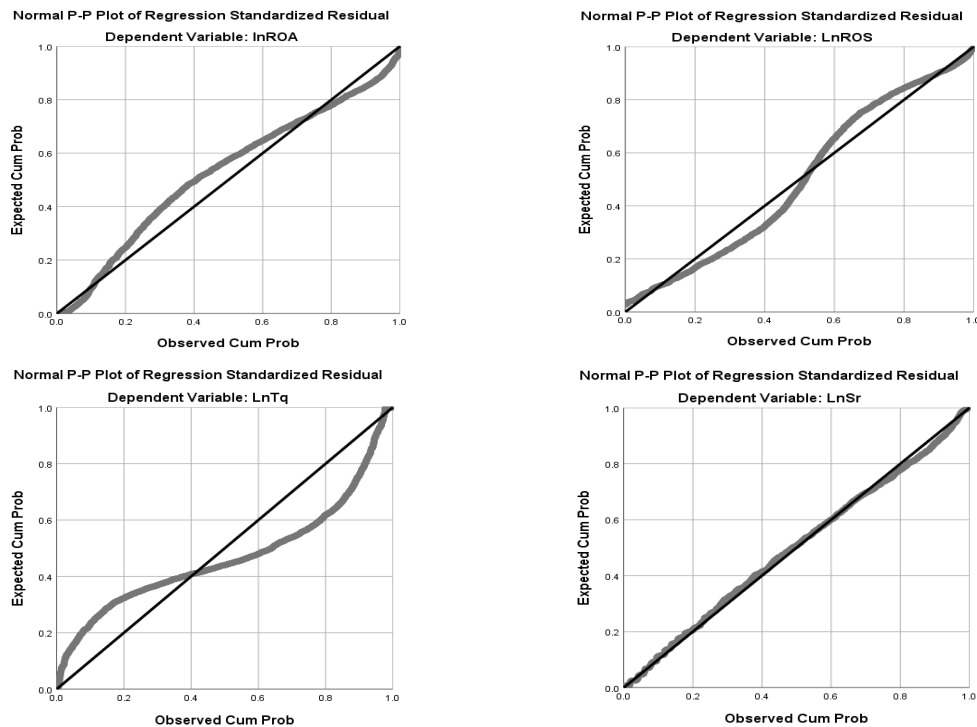 Normal P-P Plot of Regression Standardized Residual
Dependent Variable: lnROA
Expected Cum Prob
1.0
0.8
0.6
0.4
0.2
0.0
0.0 0.2 0.4 0.6 0.8 1.0
Observed Cum Prob
Normal P-P Plot of Regression Standardized Residual
Dependent Variable: LnROS
Expected Cum Prob
1.0
0.8
0.6
0.4
0.2
0.0
0.0 0.2 0.4 0.6 0.8 1.0
Observed Cum Prob
Normal P-P Plot of Regression Standardized Residual
Dependent Variable: LnTq
Expected Cum Prob
1.0
0.8
0.6
0.4
0.2
0.0
0.0 0.2 0.4 0.6 0.8 1.0
Observed Cum Prob
Normal P-P Plot of Regression Standardized Residual
Dependent Variable: LnSr
Expected Cum Prob
1.0
0.8
0.6
0.4
0.2
0.0
0.0 0.2 0.4 0.6 0.8 1.0
Observed Cum Prob